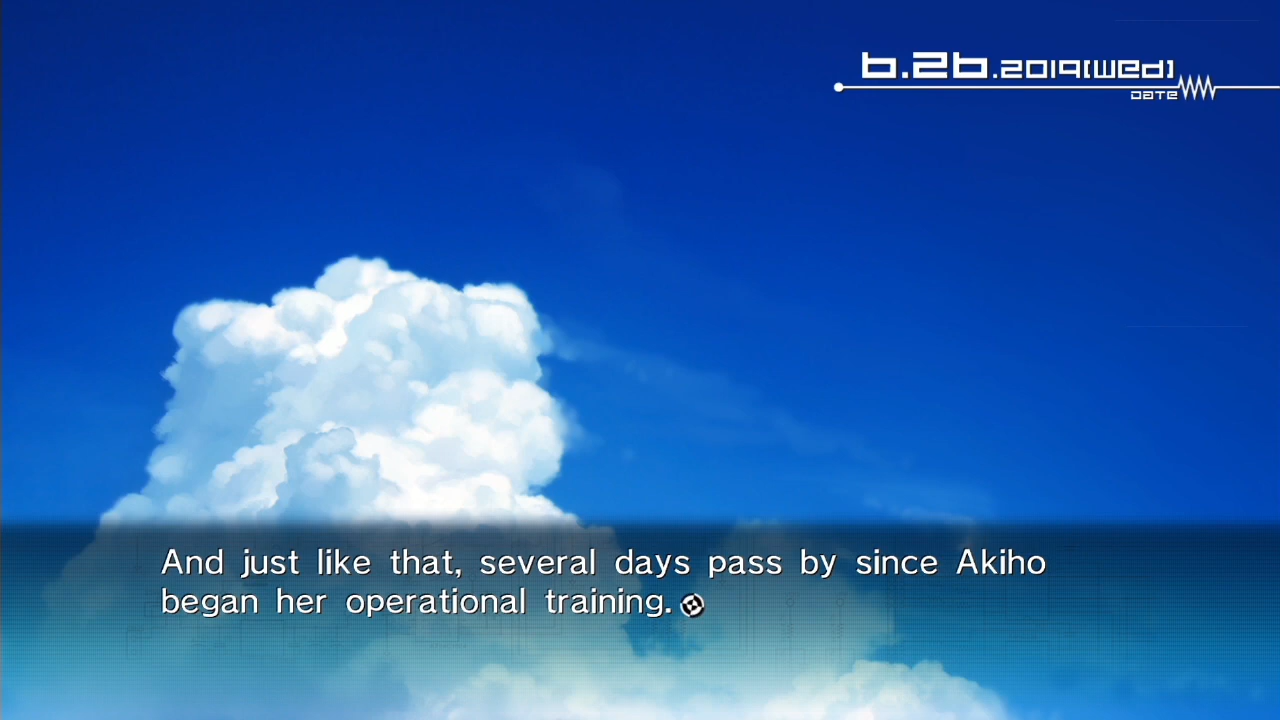 6.26.2019[Wed]
DATE
And just like that, several days pass by since Akiho
began her operational training.